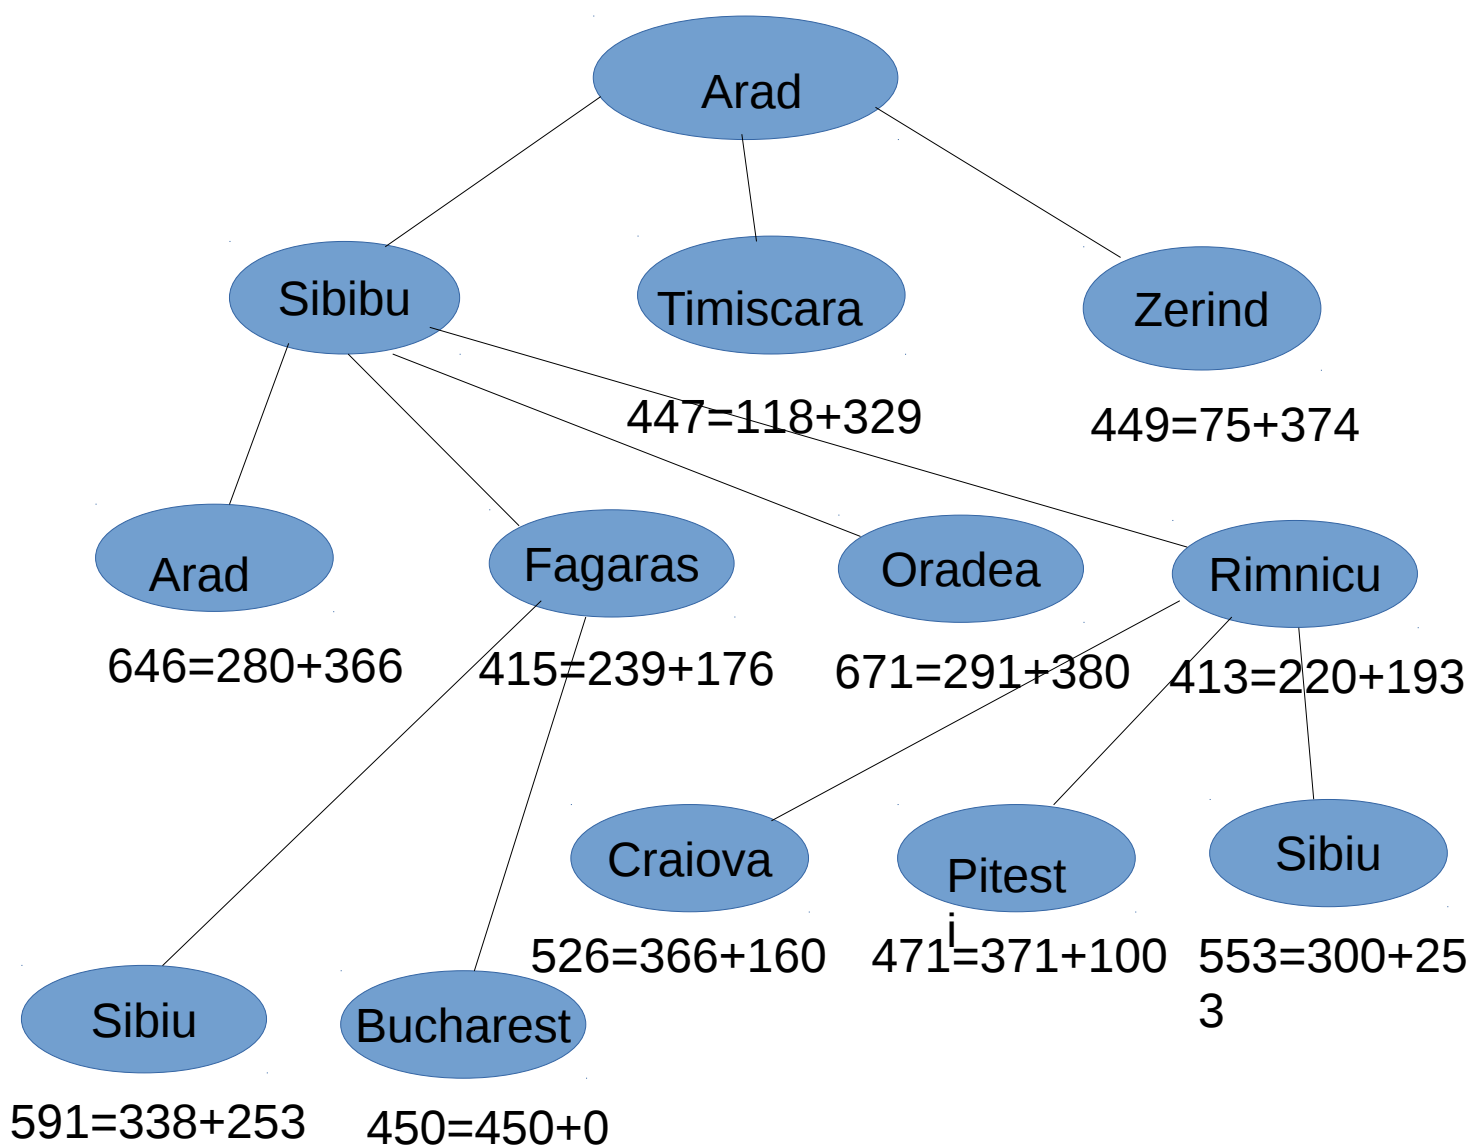 Arad
Sibibu
Timiscara
Zerind
447=118+329
449=75+374
Arad
Fagaras
Oradea
Rimnicu
646=280+366
415=239+176
671=291+380
413=220+193
Craiova
Pitest
i
Sibiu
526=366+160
471=371+100
553=300+25
3
Sibiu
Bucharest
591=338+253
450=450+0